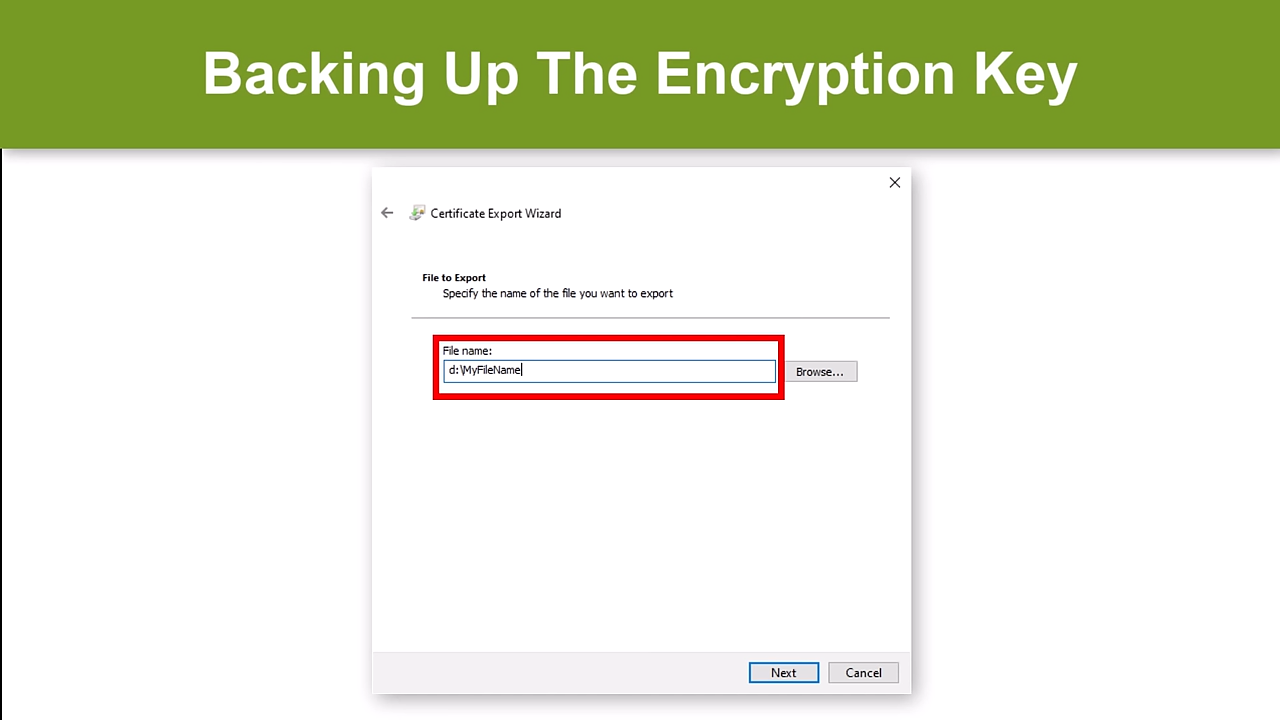 Backing Up The Encryption Key
Certificate Export Wizard
File to Export
Specify the name of the file you want to export
File name:
d:\MyFileName
Browse...
Next
Cancel